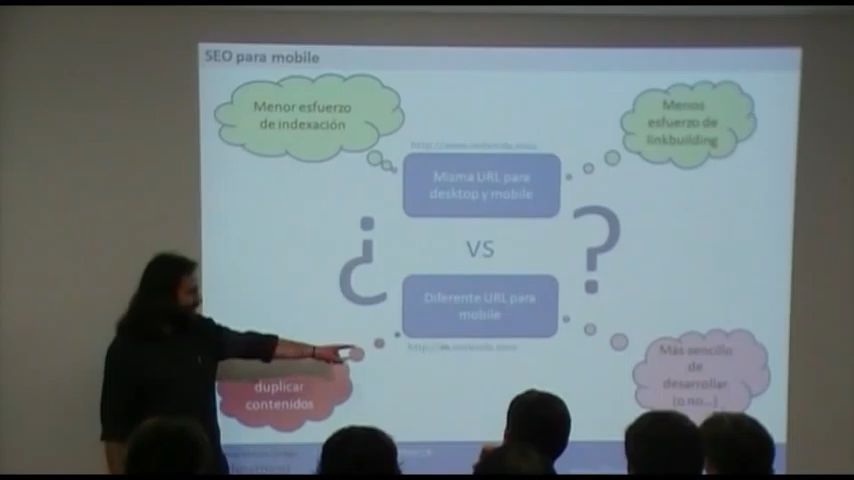 SEO para mobile
Menor esfuerzo
de indexación
Menos
esfuerzo de
linkbuilding
Misma URL para
desktop y mobile
¿
VS
?
Diferente URL para
mobile
duplicar
contenidos
Más sencillo
de
desarrollar
(o no...)